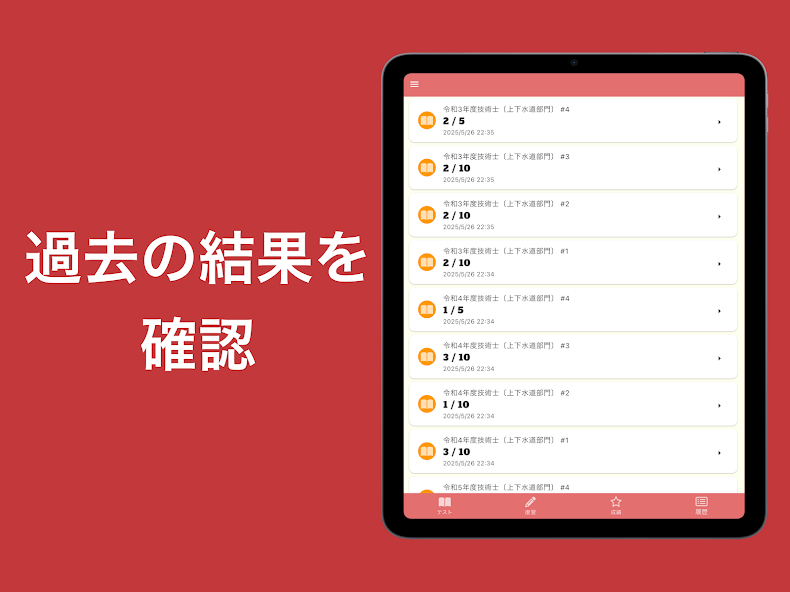 過去の結果を
確認
令和3年度技術士（上下水道部門） #4
2 / 5
2025/5/26 22:35
令和3年度技術士（上下水道部門） #3
2 / 10
2025/5/26 22:35
令和3年度技術士（上下水道部門） #2
2 / 10
2025/5/26 22:35
令和3年度技術士（上下水道部門） #1
2 / 10
2025/5/26 22:34
令和4年度技術士（上下水道部門） #4
1 / 5
2025/5/26 22:34
令和4年度技術士（上下水道部門） #3
3 / 10
2025/5/26 22:34
令和4年度技術士（上下水道部門） #2
1 / 10
2025/5/26 22:34
令和4年度技術士（上下水道部門） #1
3 / 10
2025/5/26 22:34
令和5年度技術士（上下水道部門） #4
テスト 復習 成績 履歴